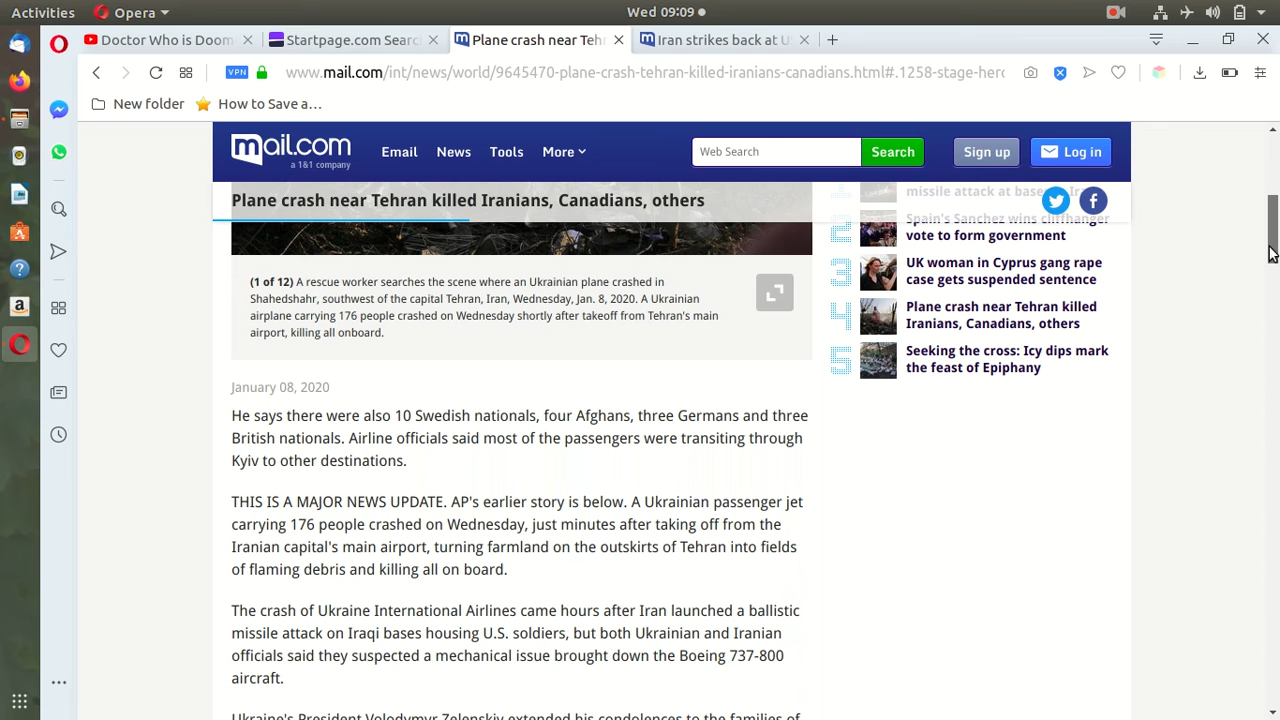 Activities
Opera
Wed 09:09
Doctor Who is Doom
Startpage.com Searc
Plane crash near Tehr
Iran strikes back at U
VPN
www.mail.com/int/news/world/9645470-plane-crash-tehran-killed-iranians-canadians.html#.1258-stage-hero
New folder
How to Save a...
mail.com
a 1&1 company
Email
News
Tools
More
Web Search
Search
Sign up
Log in
Plane crash near Tehran killed Iranians, Canadians, others
(1 of 12) A rescue worker searches the scene where an Ukrainian plane crashed in
Shahedshahr, southwest of the capital Tehran, Iran, Wednesday, Jan. 8, 2020. A Ukrainian
airplane carrying 176 people crashed on Wednesday shortly after takeoff from Tehran's main
airport, killing all onboard.
January 08, 2020
He says there were also 10 Swedish nationals, four Afghans, three Germans and three
British nationals. Airline officials said most of the passengers were transiting through
Kyiv to other destinations.
THIS IS A MAJOR NEWS UPDATE. AP's earlier story is below. A Ukrainian passenger jet
carrying 176 people crashed on Wednesday, just minutes after taking off from the
Iranian capital's main airport, turning farmland on the outskirts of Tehran into fields
of flaming debris and killing all on board.
The crash of Ukraine International Airlines came hours after Iran launched a ballistic
missile attack on Iraqi bases housing U.S. soldiers, but both Ukrainian and Iranian
officials said they suspected a mechanical issue brought down the Boeing 737-800
aircraft.
Ukraine's President Volodymyr Zelenskiy extended his condolences to the families of
missile attack at bases
2
Spain's Sanchez wins cliffhanger
vote to form government
3
UK woman in Cyprus gang rape
case gets suspended sentence
4
Plane crash near Tehran killed
Iranians, Canadians, others
5
Seeking the cross: Icy dips mark
the feast of Epiphany